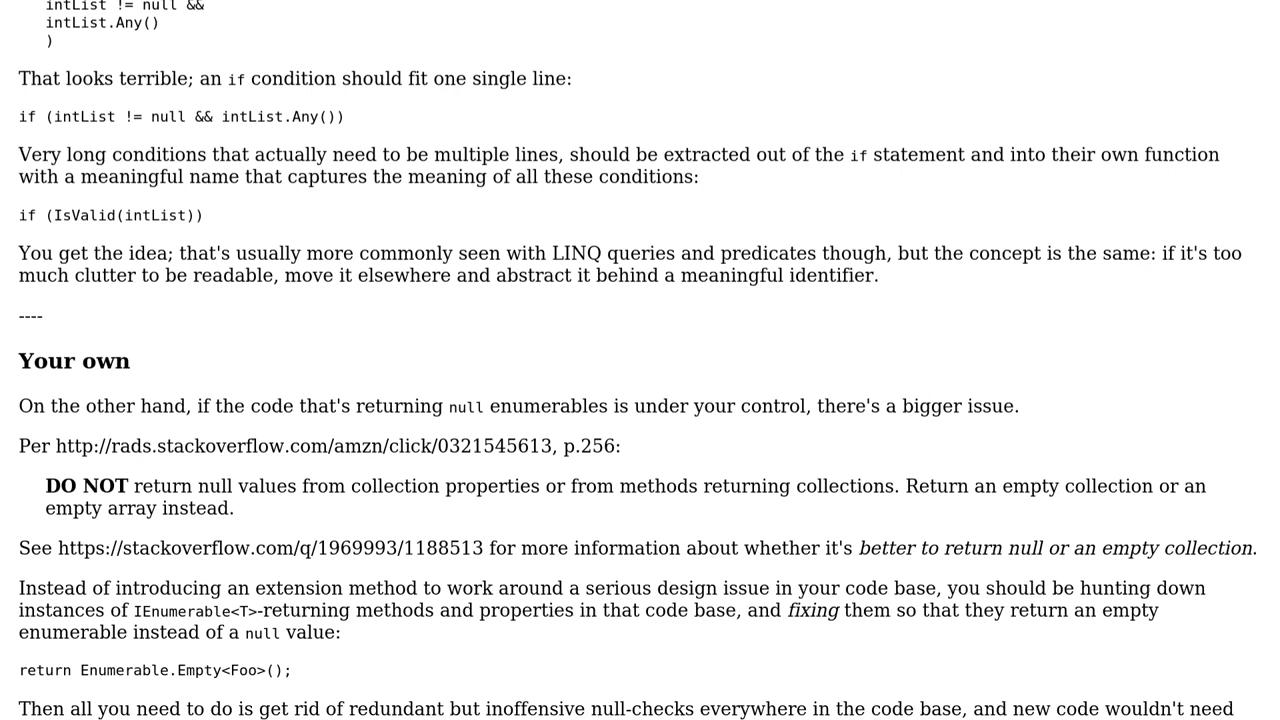 intList != null &&
intList.Any()
)
That looks terrible; an if condition should fit one single line:
if (intList != null && intList.Any())
Very long conditions that actually need to be multiple lines, should be extracted out of the if statement and into their own function
with a meaningful name that captures the meaning of all these conditions:
if (IsValid(intList))
You get the idea; that's usually more commonly seen with LINQ queries and predicates though, but the concept is the same: if it's too
much clutter to be readable, move it elsewhere and abstract it behind a meaningful identifier.
----
Your own
On the other hand, if the code that's returning null enumerables is under your control, there's a bigger issue.
Per http://rads.stackoverflow.com/amzn/click/0321545613, p.256:
DO NOT return null values from collection properties or from methods returning collections. Return an empty collection or an
empty array instead.
See https://stackoverflow.com/q/1969993/1188513 for more information about whether it's better to return null or an empty collection.
Instead of introducing an extension method to work around a serious design issue in your code base, you should be hunting down
instances of IEnumerable<T>-returning methods and properties in that code base, and fixing them so that they return an empty
enumerable instead of a null value:
return Enumerable.Empty<Foo>();
Then all you need to do is get rid of redundant but inoffensive null-checks everywhere in the code base, and new code wouldn't need